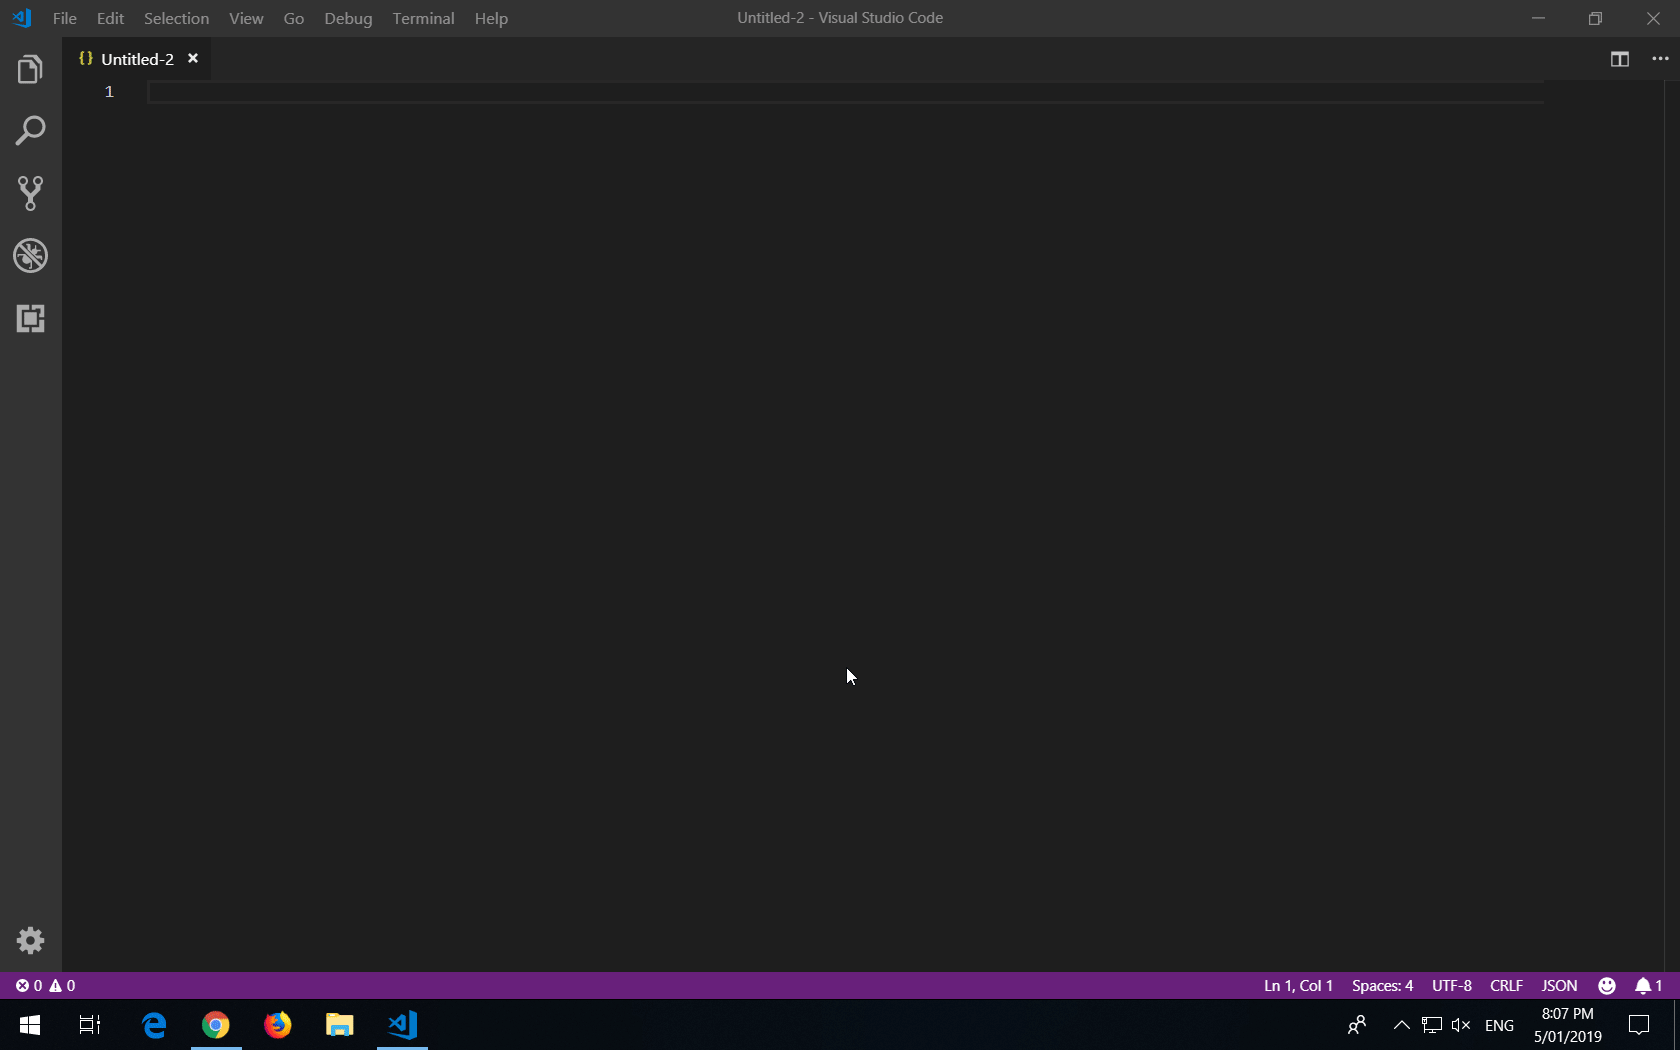 File Edit Selection View Go Debug Terminal Help Untitled-2 - Visual Studio Code
{} Untitled-2
1
0 0 Ln 1, Col 1 Spaces: 4 UTF-8 CRLF JSON 1
ENG 8:07 PM
5/01/2019